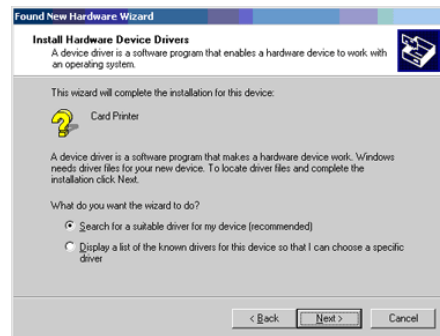 Found New Hardware Wizard
Install Hardware Device Drivers
A device driver is a software program that enables a hardware device to work with
an operating system.
This wizard will complete the installation for this device:
Card Printer
A device driver is a software program that makes a hardware device work. Windows
needs driver files for your new device. To locate driver files and complete the
installation click Next.
What do you want the wizard to do?
Search for a suitable driver for my device (recommended)
Display a list of the known drivers for this device so that I can choose a specific
driver
< Back Next > Cancel